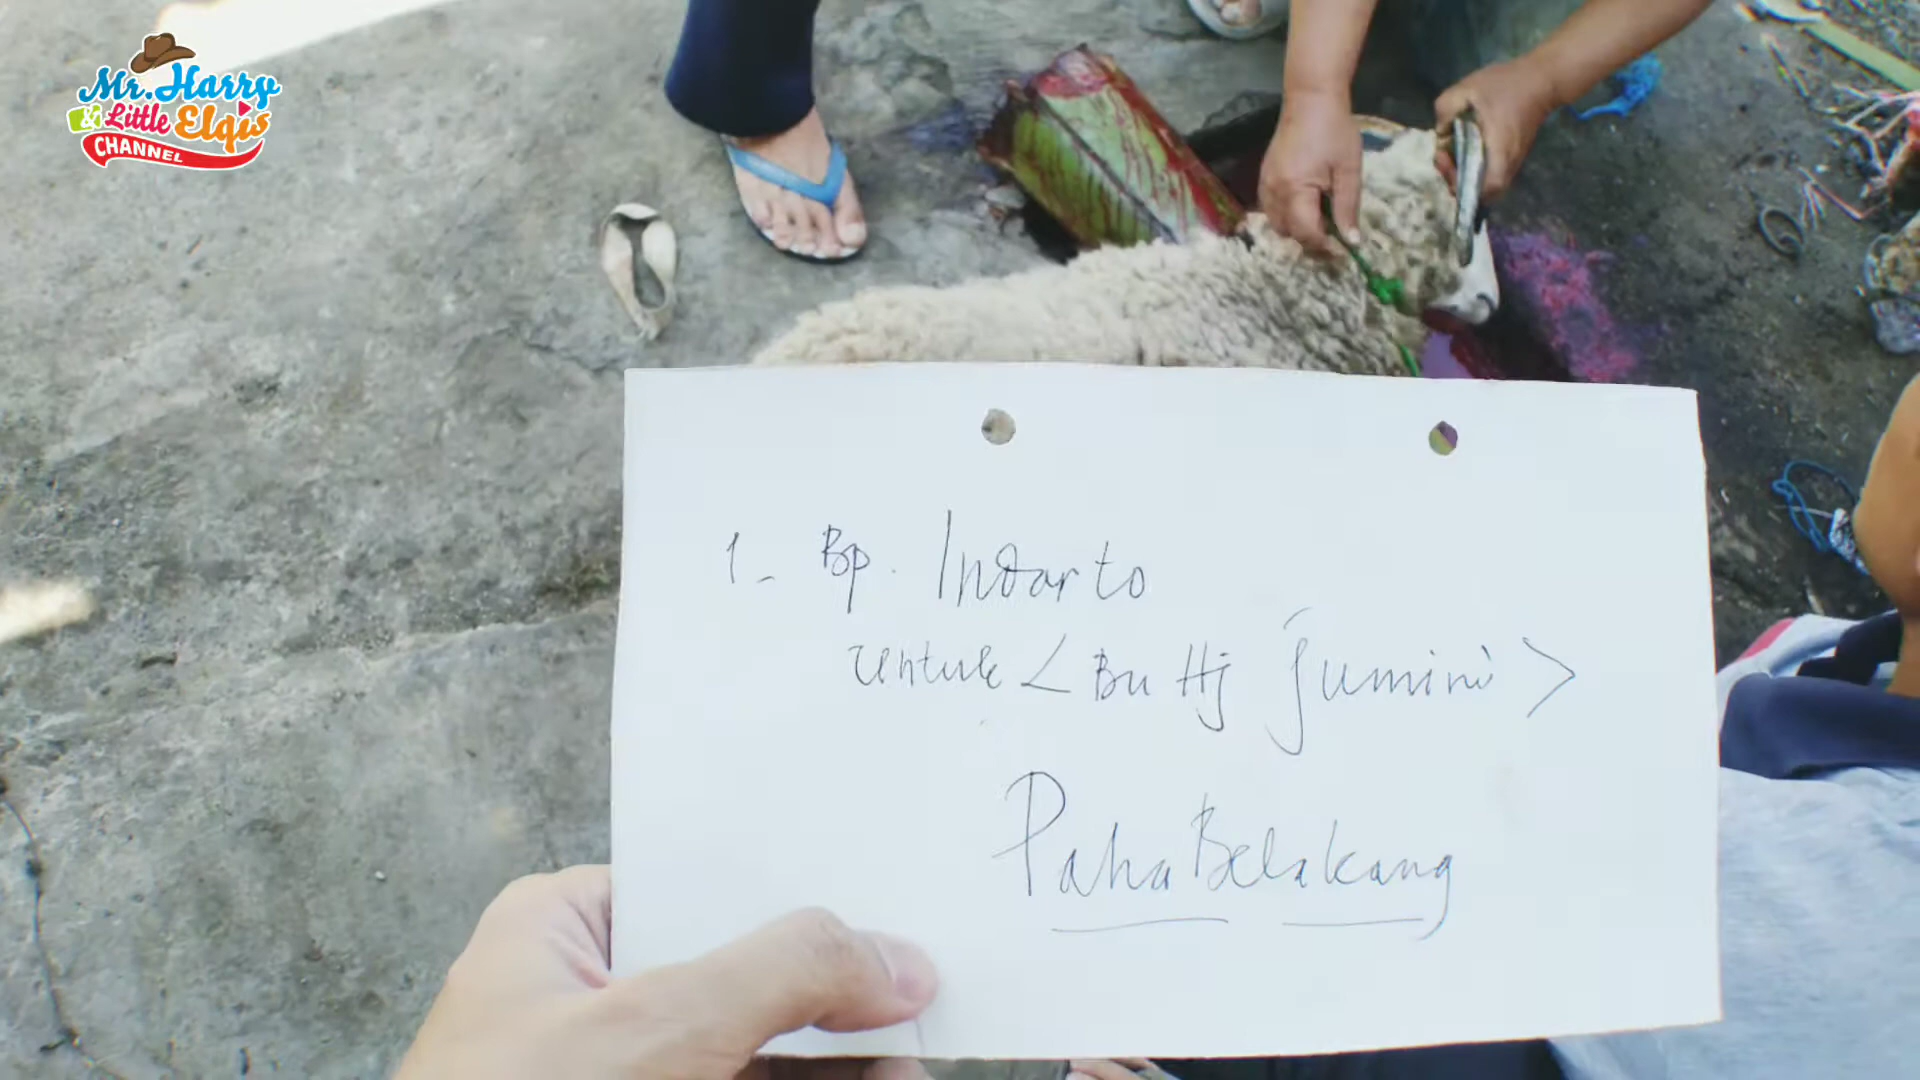 Mr. Harry
& Little Elqis
CHANNEL
1- Bp. Indarto
untuk < Bu Hj Jumini >
Paha Belakang